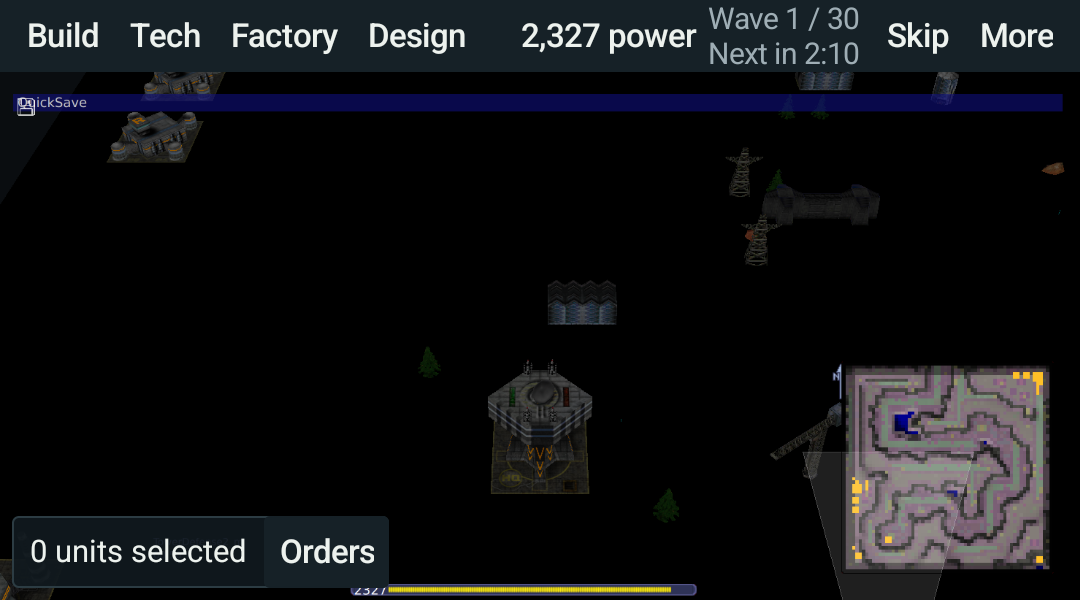 Build Tech Factory Design 2,327 power Wave 1 / 30 Skip More
Next in 2:10
QuickSave
N
0 units selected Orders
2327